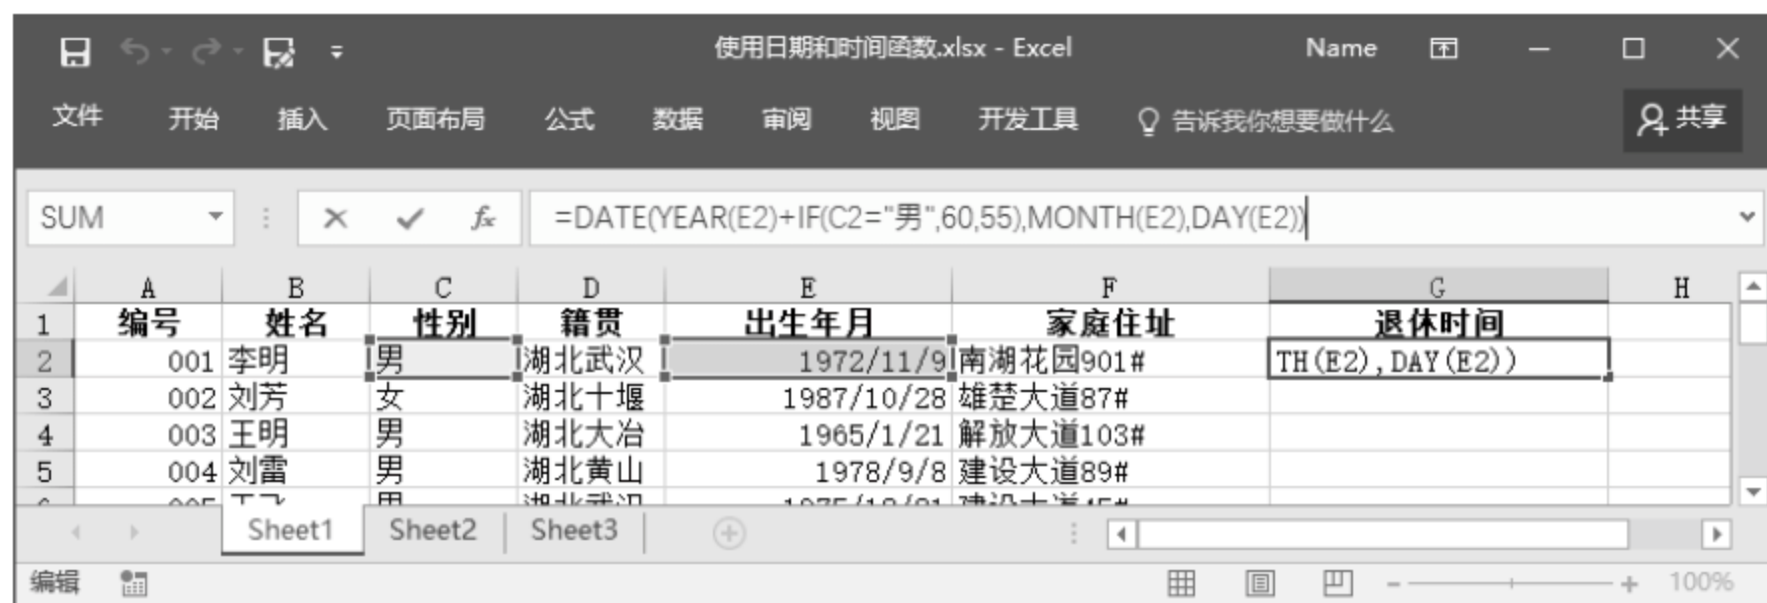 使用日期和时间函数.xlsx - Excel Name
文件 开始 插入 页面布局 公式 数据 审阅 视图 开发工具 告诉我你想要做什么 共享
SUM fx =DATE(YEAR(E2)+IF(C2="男",60,55),MONTH(E2),DAY(E2))
A B C D E F G H
1 编号 姓名 性别 籍贯 出生年月 家庭住址 退休时间
2 001 李明 男 湖北武汉 1972/11/9 南湖花园901# TH(E2),DAY(E2))
3 002 刘芳 女 湖北十堰 1987/10/28 雄楚大道87#
4 003 王明 男 湖北大冶 1965/1/21 解放大道103#
5 004 刘雷 男 湖北黄山 1978/9/8 建设大道89#
Sheet1 Sheet2 Sheet3
编辑 100%